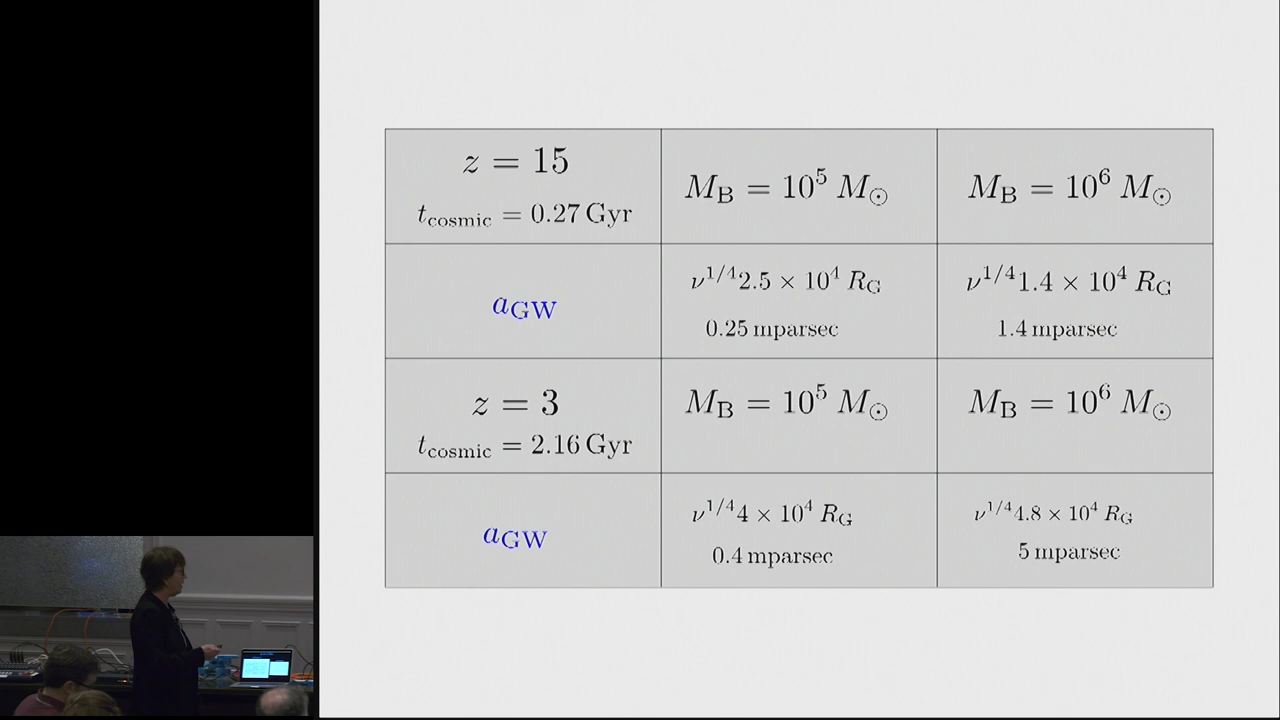 z = 15
t_cosmic = 0.27 Gyr
M_B = 10^5 M_⊙
M_B = 10^6 M_⊙
a_GW
ν^{1/4}2.5 × 10^4 R_G
0.25 mparsec
ν^{1/4}1.4 × 10^4 R_G
1.4 mparsec
z = 3
t_cosmic = 2.16 Gyr
M_B = 10^5 M_⊙
M_B = 10^6 M_⊙
a_GW
ν^{1/4}4 × 10^4 R_G
0.4 mparsec
ν^{1/4}4.8 × 10^4 R_G
5 mparsec